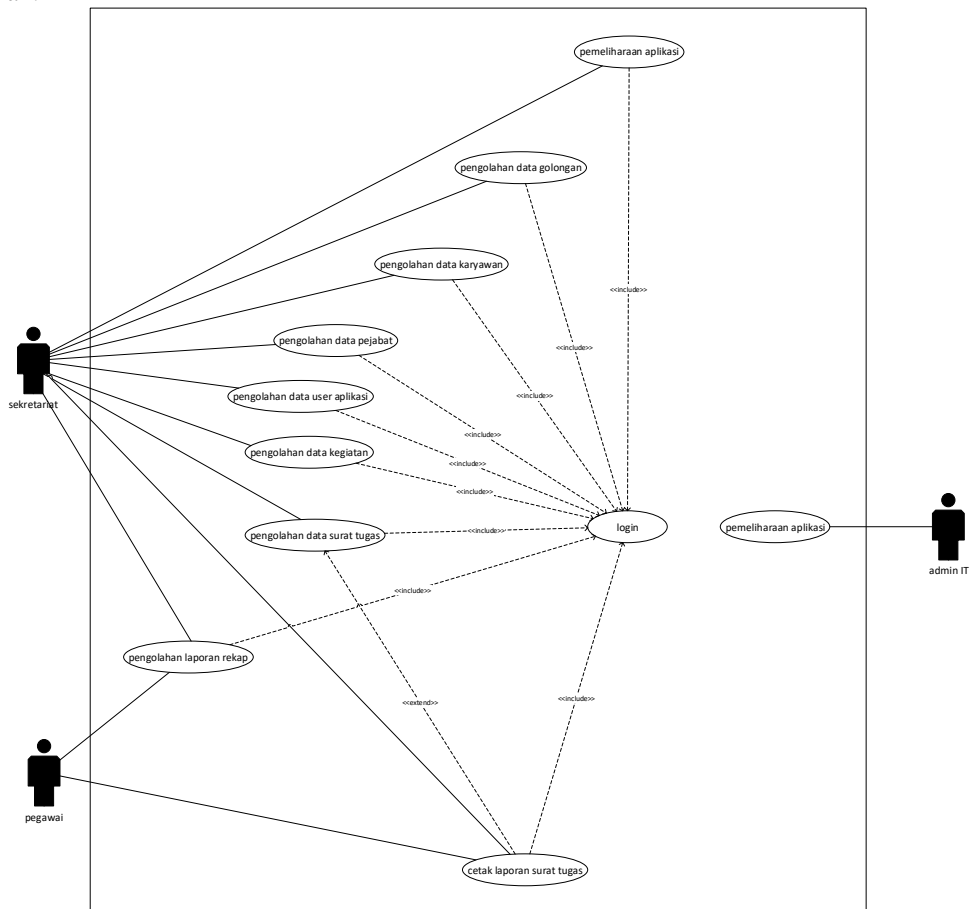 pemeliharaan aplikasi
pengolahan data golongan
pengolahan data karyawan
<<include>>
pengolahan data pejabat
<<include>>
sekretariat
pengolahan data user aplikasi
<<include>>
<<include>>
pengolahan data kegiatan
<<include>>
<<include>>
pengolahan data surat tugas
<<include>>
login
pemeliharaan aplikasi
admin IT
<<include>>
pengolahan laporan rekap
<<extend>>
<<include>>
pegawai
cetak laporan surat tugas